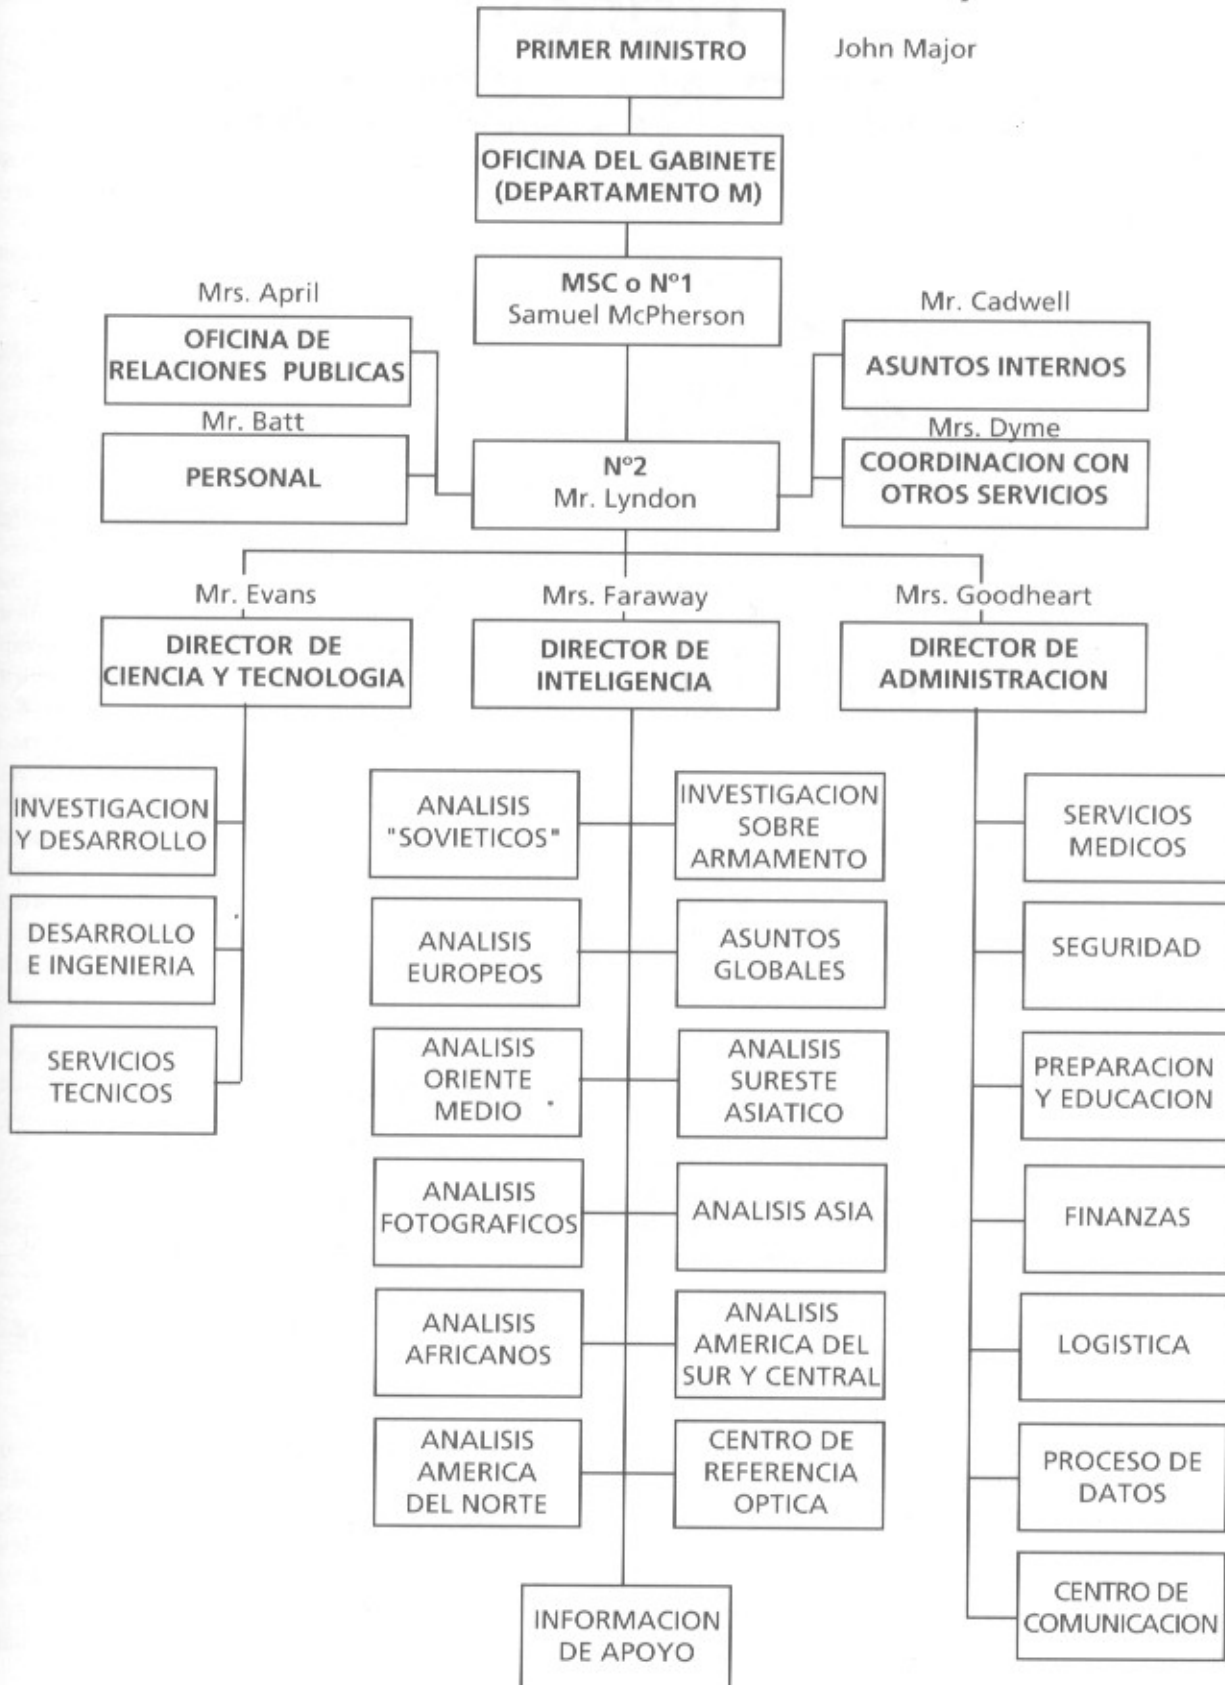 PRIMER MINISTRO
John Major
OFICINA DEL GABINETE
(DEPARTAMENTO M)
MSC o Nº1
Samuel McPherson
Mrs. April
OFICINA DE
RELACIONES PUBLICAS
Mr. Cadwell
ASUNTOS INTERNOS
Mr. Batt
PERSONAL
Nº2
Mr. Lyndon
Mrs. Dyme
COORDINACION CON
OTROS SERVICIOS
Mr. Evans
DIRECTOR DE
CIENCIA Y TECNOLOGIA
Mrs. Faraway
DIRECTOR DE
INTELIGENCIA
Mrs. Goodheart
DIRECTOR DE
ADMINISTRACION
INVESTIGACION
Y DESARROLLO
DESARROLLO
E INGENIERIA
SERVICIOS
TECNICOS
ANALISIS
"SOVIETICOS"
INVESTIGACION
SOBRE
ARMAMENTO
ANALISIS
EUROPEOS
ASUNTOS
GLOBALES
ANALISIS
ORIENTE
MEDIO
ANALISIS
SURESTE
ASIATICO
ANALISIS
FOTOGRAFICOS
ANALISIS ASIA
ANALISIS
AFRICANOS
ANALISIS
AMERICA DEL
SUR Y CENTRAL
ANALISIS
AMERICA
DEL NORTE
CENTRO DE
REFERENCIA
OPTICA
INFORMACION
DE APOYO
SERVICIOS
MEDICOS
SEGURIDAD
PREPARACION
Y EDUCACION
FINANZAS
LOGISTICA
PROCESO DE
DATOS
CENTRO DE
COMUNICACION